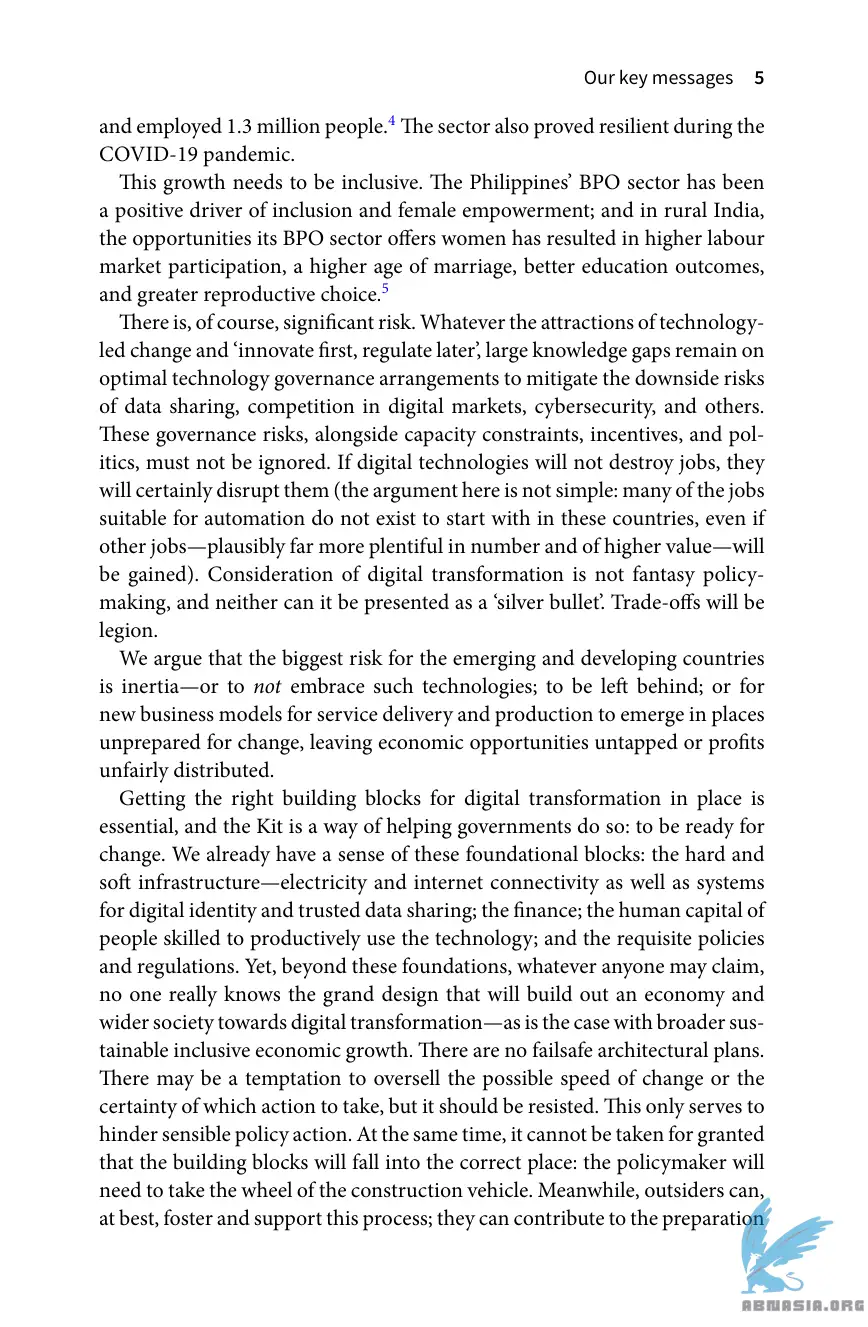 Our key messages 5
and employed 1.3 million people.4 The sector also proved resilient during the
COVID-19 pandemic.
This growth needs to be inclusive. The Philippines’ BPO sector has been
a positive driver of inclusion and female empowerment; and in rural India,
the opportunities its BPO sector offers women has resulted in higher labour
market participation, a higher age of marriage, better education outcomes,
and greater reproductive choice.5
There is, of course, significant risk. Whatever the attractions of technology-
led change and ‘innovate first, regulate later’, large knowledge gaps remain on
optimal technology governance arrangements to mitigate the downside risks
of data sharing, competition in digital markets, cybersecurity, and others.
These governance risks, alongside capacity constraints, incentives, and pol-
itics, must not be ignored. If digital technologies will not destroy jobs, they
will certainly disrupt them (the argument here is not simple: many of the jobs
suitable for automation do not exist to start with in these countries, even if
other jobs—plausibly far more plentiful in number and of higher value—will
be gained). Consideration of digital transformation is not fantasy policy-
making, and neither can it be presented as a ‘silver bullet’. Trade-offs will be
legion.
We argue that the biggest risk for the emerging and developing countries
is inertia—or to not embrace such technologies; to be left behind; or for
new business models for service delivery and production to emerge in places
unprepared for change, leaving economic opportunities untapped or profits
unfairly distributed.
Getting the right building blocks for digital transformation in place is
essential, and the Kit is a way of helping governments do so: to be ready for
change. We already have a sense of these foundational blocks: the hard and
soft infrastructure—electricity and internet connectivity as well as systems
for digital identity and trusted data sharing; the finance; the human capital of
people skilled to productively use the technology; and the requisite policies
and regulations. Yet, beyond these foundations, whatever anyone may claim,
no one really knows the grand design that will build out an economy and
wider society towards digital transformation—as is the case with broader sus-
tainable inclusive economic growth. There are no failsafe architectural plans.
There may be a temptation to oversell the possible speed of change or the
certainty of which action to take, but it should be resisted. This only serves to
hinder sensible policy action. At the same time, it cannot be taken for granted
that the building blocks will fall into the correct place: the policymaker will
need to take the wheel of the construction vehicle. Meanwhile, outsiders can,
at best, foster and support this process; they can contribute to the preparation
ABNASIA.ORG